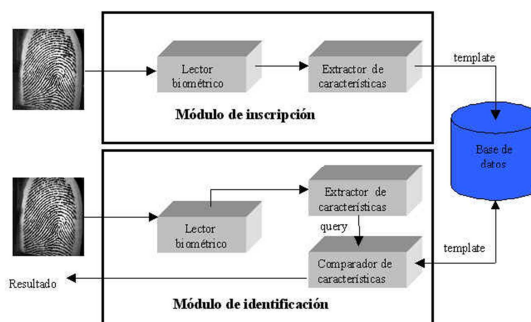 Lector
biométrico
Extractor de
características
template
Módulo de inscripción
Base de
datos
Lector
biométrico
Extractor de
características
query
Comparador de
características
template
Resultado
Módulo de identificación